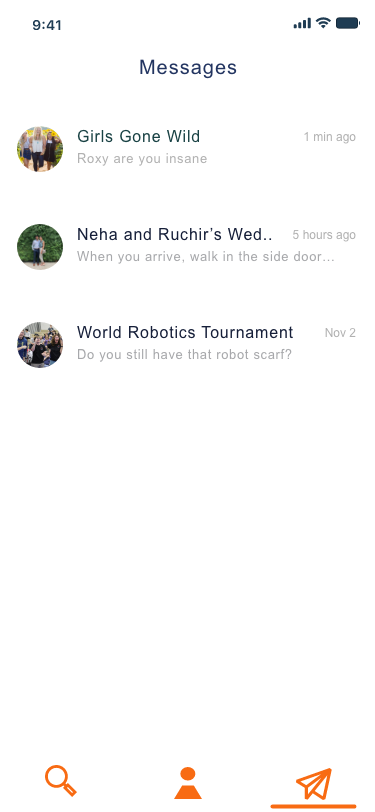 9:41
Messages
Girls Gone Wild 1 min ago
Roxy are you insane
Neha and Ruchir’s Wed.. 5 hours ago
When you arrive, walk in the side door...
World Robotics Tournament Nov 2
Do you still have that robot scarf?